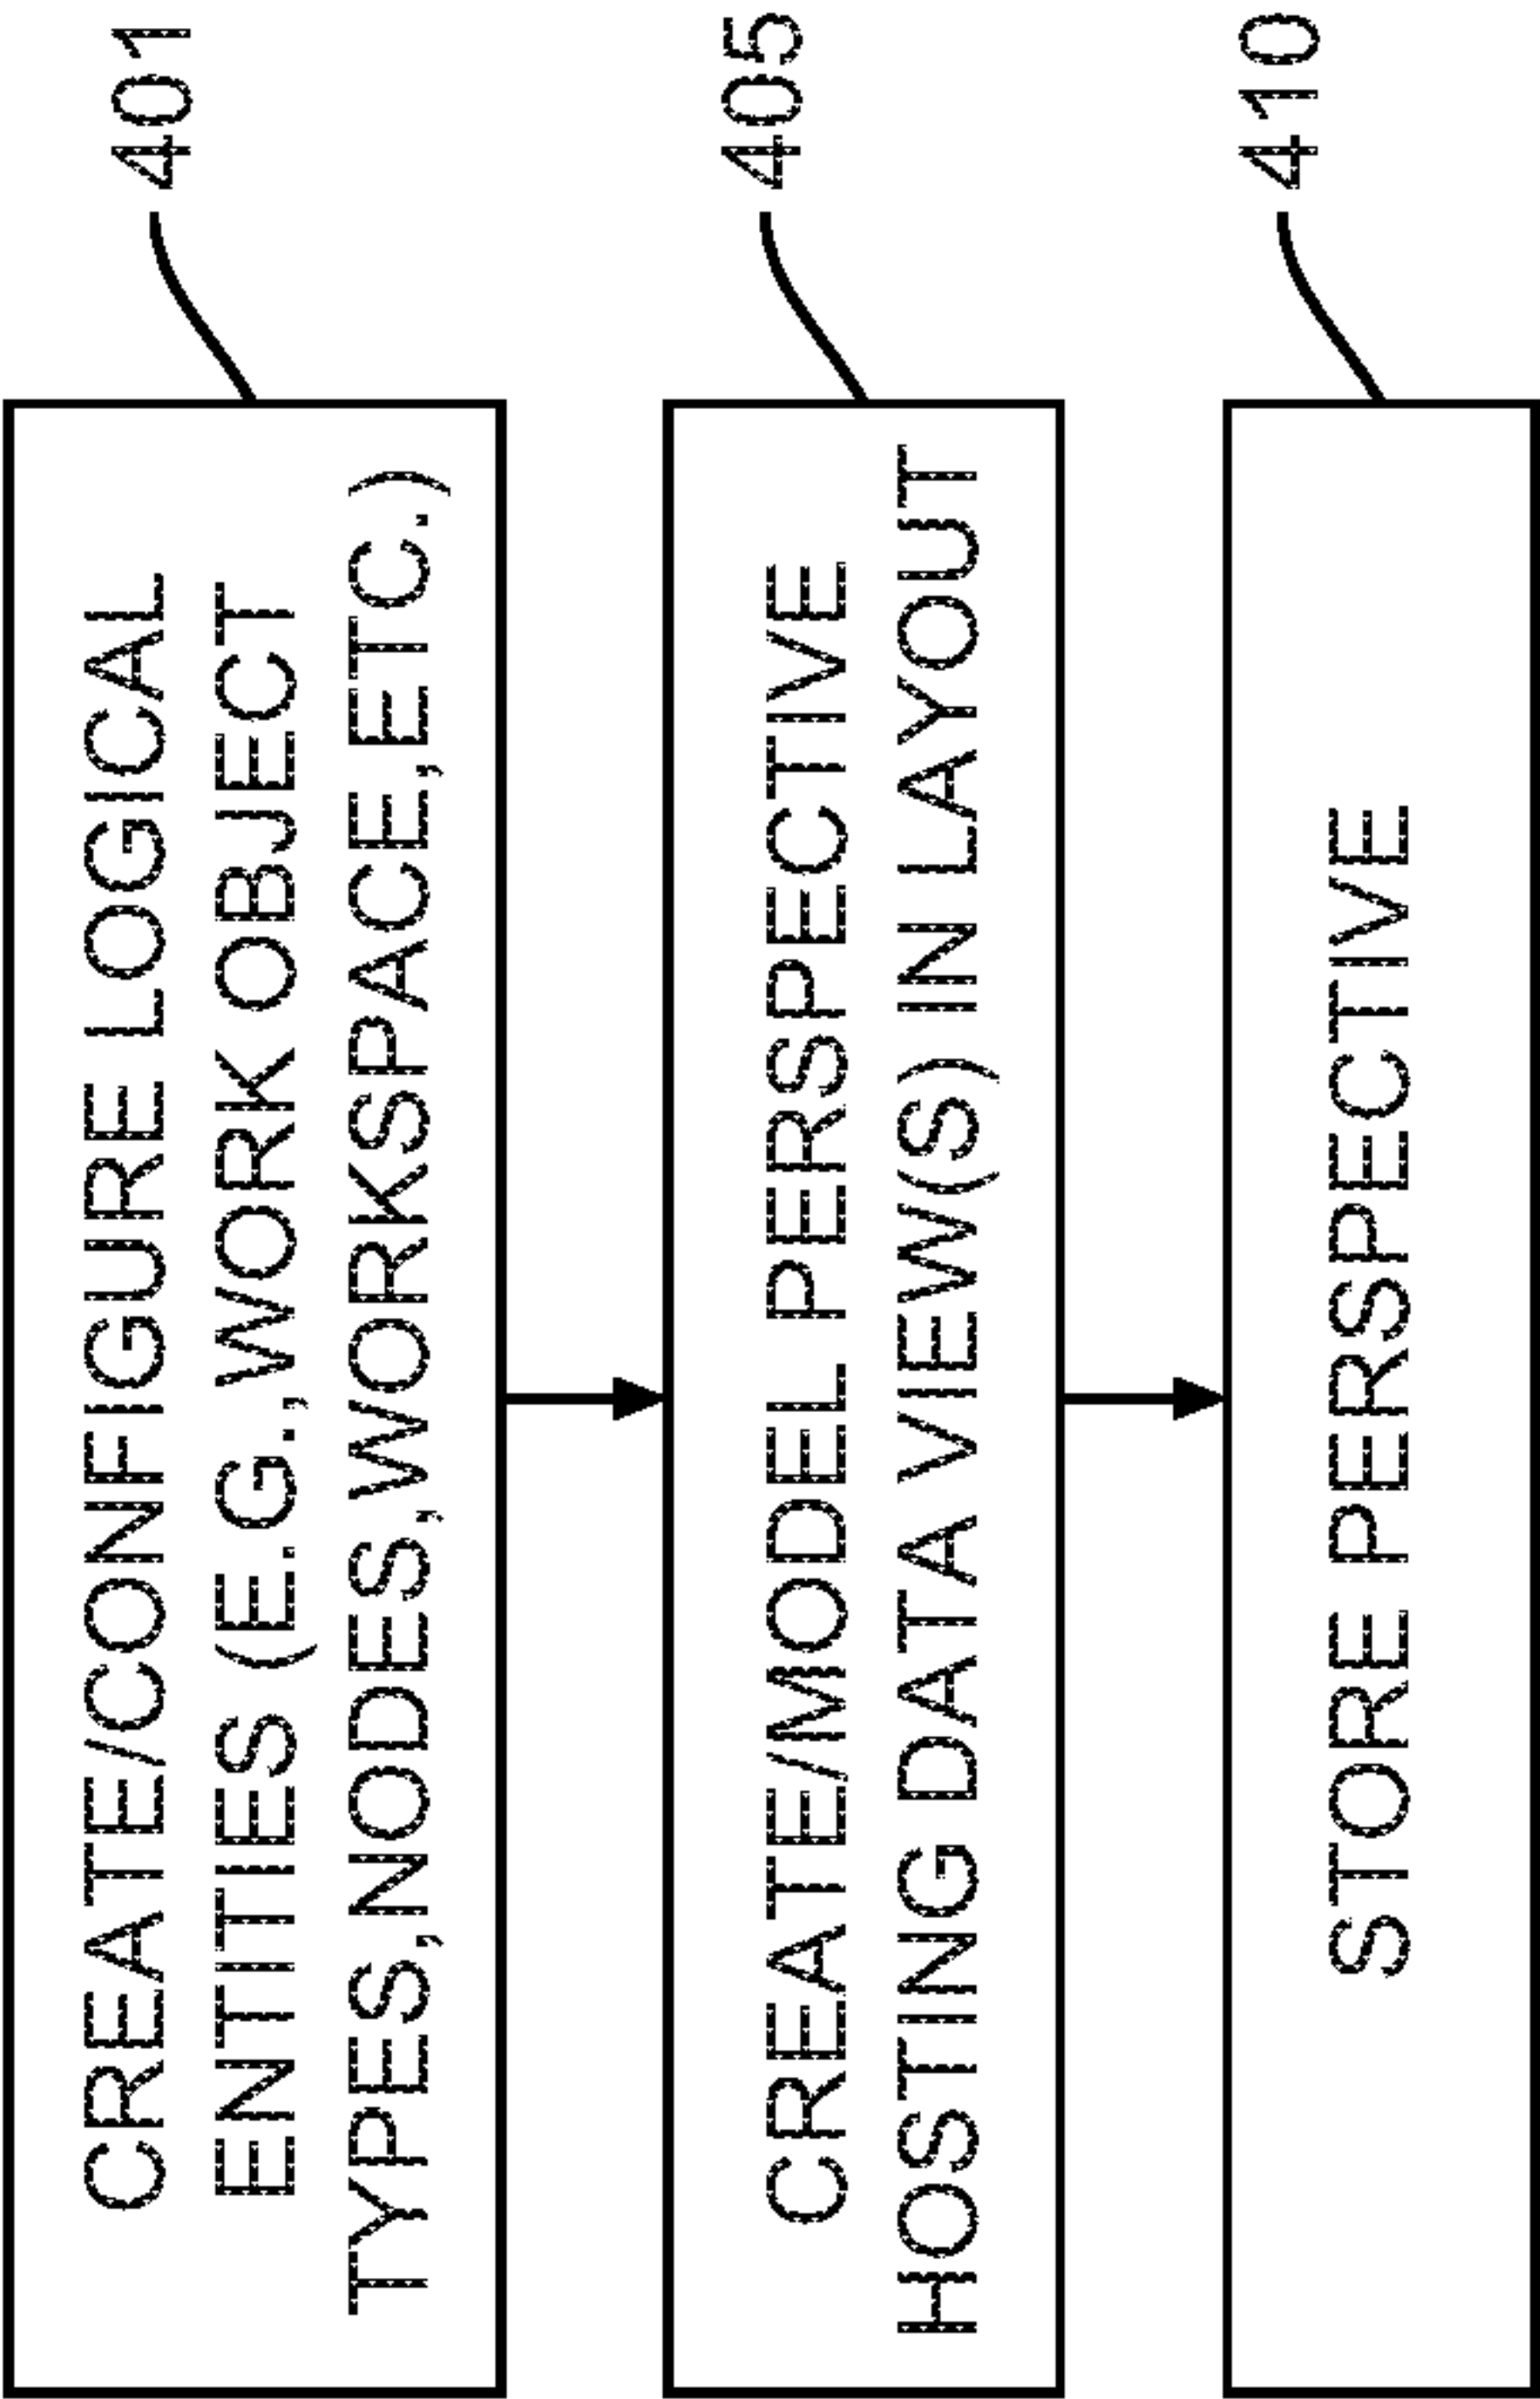 CREATE/CONFIGURE LOGICAL
ENTITIES (E.G.,WORK OBJECT
TYPES,NODES,WORKSPACE,ETC.)
401
CREATE/MODEL PERSPECTIVE
HOSTING DATA VIEW(S) IN LAYOUT
405
STORE PERSPECTIVE
410